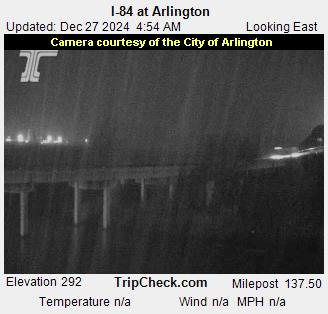 I-84 at Arlington
Updated: Dec 27 2024 4:54 AM Looking East
Camera courtesy of the City of Arlington
Elevation 292 TripCheck.com Milepost 137.50
Temperature n/a Wind n/a MPH n/a